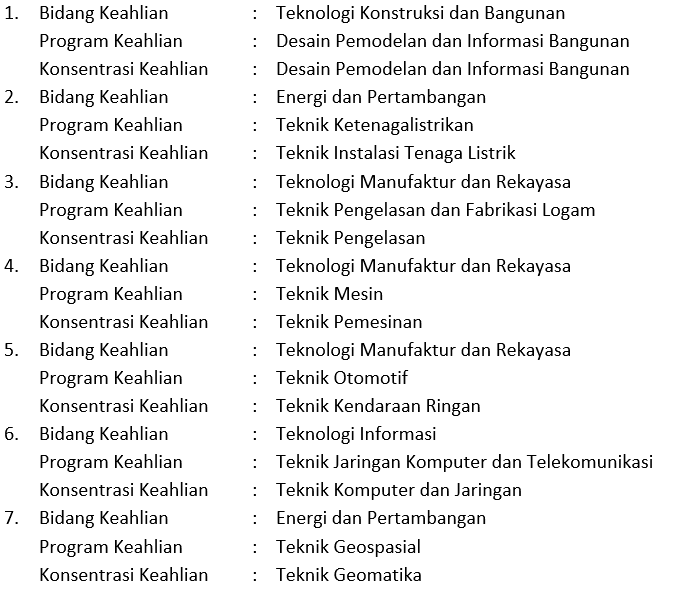 1. Bidang Keahlian : Teknologi Konstruksi dan Bangunan
Program Keahlian : Desain Pemodelan dan Informasi Bangunan
Konsentrasi Keahlian : Desain Pemodelan dan Informasi Bangunan
2. Bidang Keahlian : Energi dan Pertambangan
Program Keahlian : Teknik Ketenagalistrikan
Konsentrasi Keahlian : Teknik Instalasi Tenaga Listrik
3. Bidang Keahlian : Teknologi Manufaktur dan Rekayasa
Program Keahlian : Teknik Pengelasan dan Fabrikasi Logam
Konsentrasi Keahlian : Teknik Pengelasan
4. Bidang Keahlian : Teknologi Manufaktur dan Rekayasa
Program Keahlian : Teknik Mesin
Konsentrasi Keahlian : Teknik Pemesinan
5. Bidang Keahlian : Teknologi Manufaktur dan Rekayasa
Program Keahlian : Teknik Otomotif
Konsentrasi Keahlian : Teknik Kendaraan Ringan
6. Bidang Keahlian : Teknologi Informasi
Program Keahlian : Teknik Jaringan Komputer dan Telekomunikasi
Konsentrasi Keahlian : Teknik Komputer dan Jaringan
7. Bidang Keahlian : Energi dan Pertambangan
Program Keahlian : Teknik Geospasial
Konsentrasi Keahlian : Teknik Geomatika